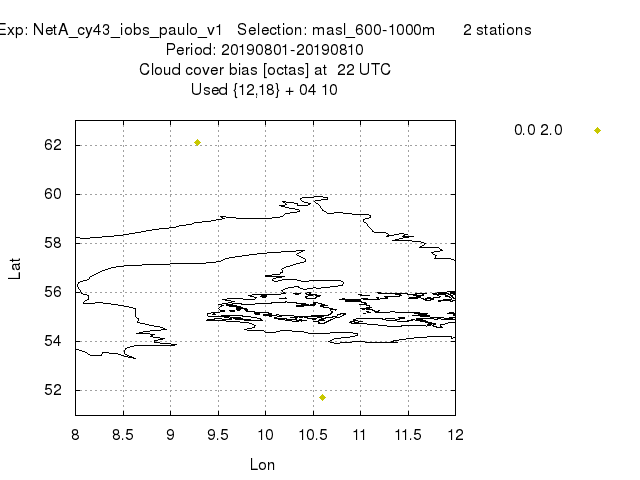 Exp: NetA_cy43_iobs_paulo_v1   Selection: masl_600-1000m      2 stations
Period: 20190801-20190810
Cloud cover bias [octas] at  22 UTC
Used {12,18} + 04 10
0.0 2.0
62
60
58
56
54
52
Lat
8 8.5 9 9.5 10 10.5 11 11.5 12
Lon